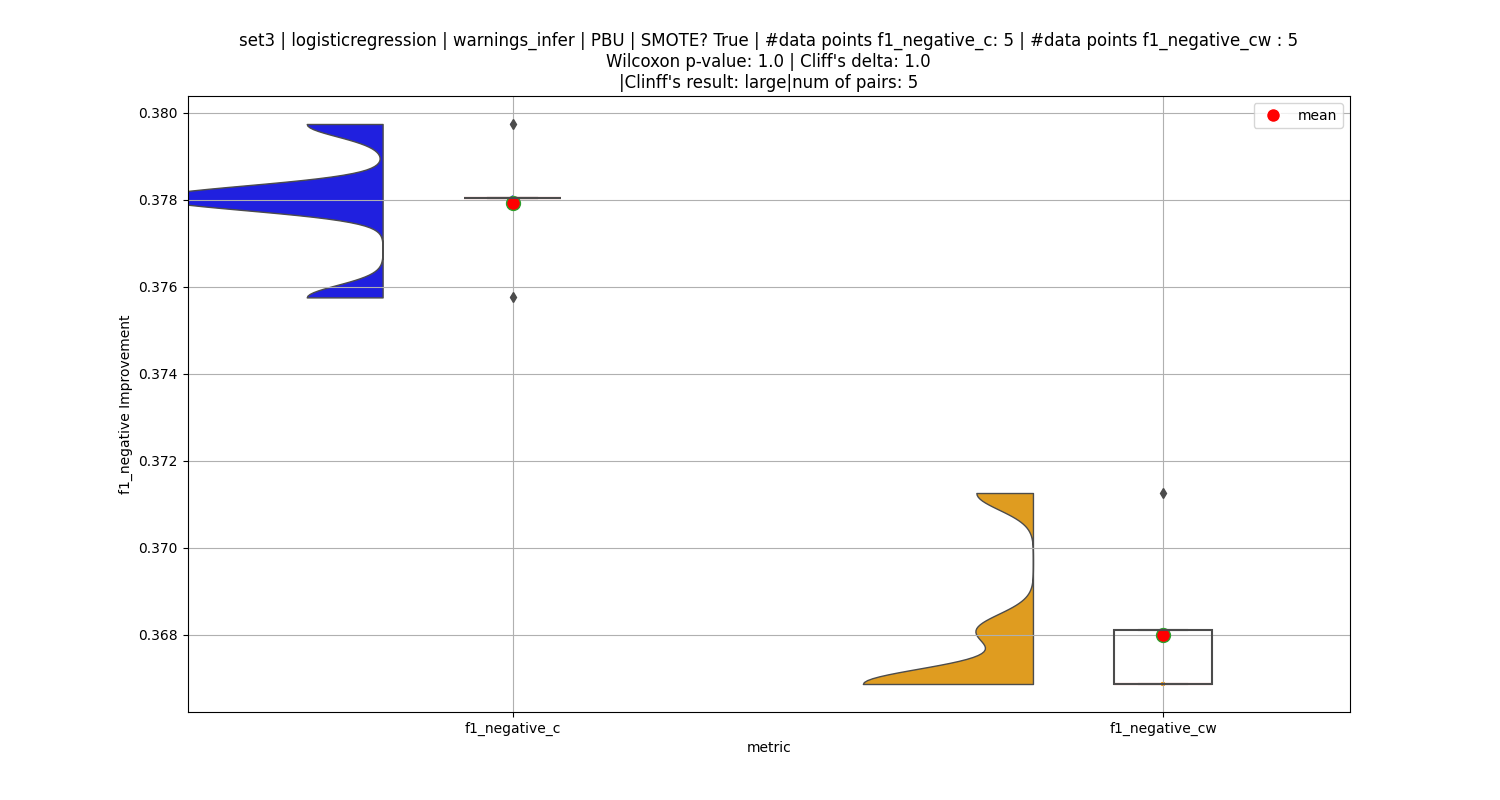 set3 | logisticregression | warnings_infer | PBU | SMOTE? True | #data points f1_negative_c: 5 | #data points f1_negative_cw : 5
Wilcoxon p-value: 1.0 | Cliff's delta: 1.0
|Clinff's result: large|num of pairs: 5
mean
0.380
0.378
0.376
0.374
0.372
0.370
0.368
f1_negative Improvement
f1_negative_c
f1_negative_cw
metric